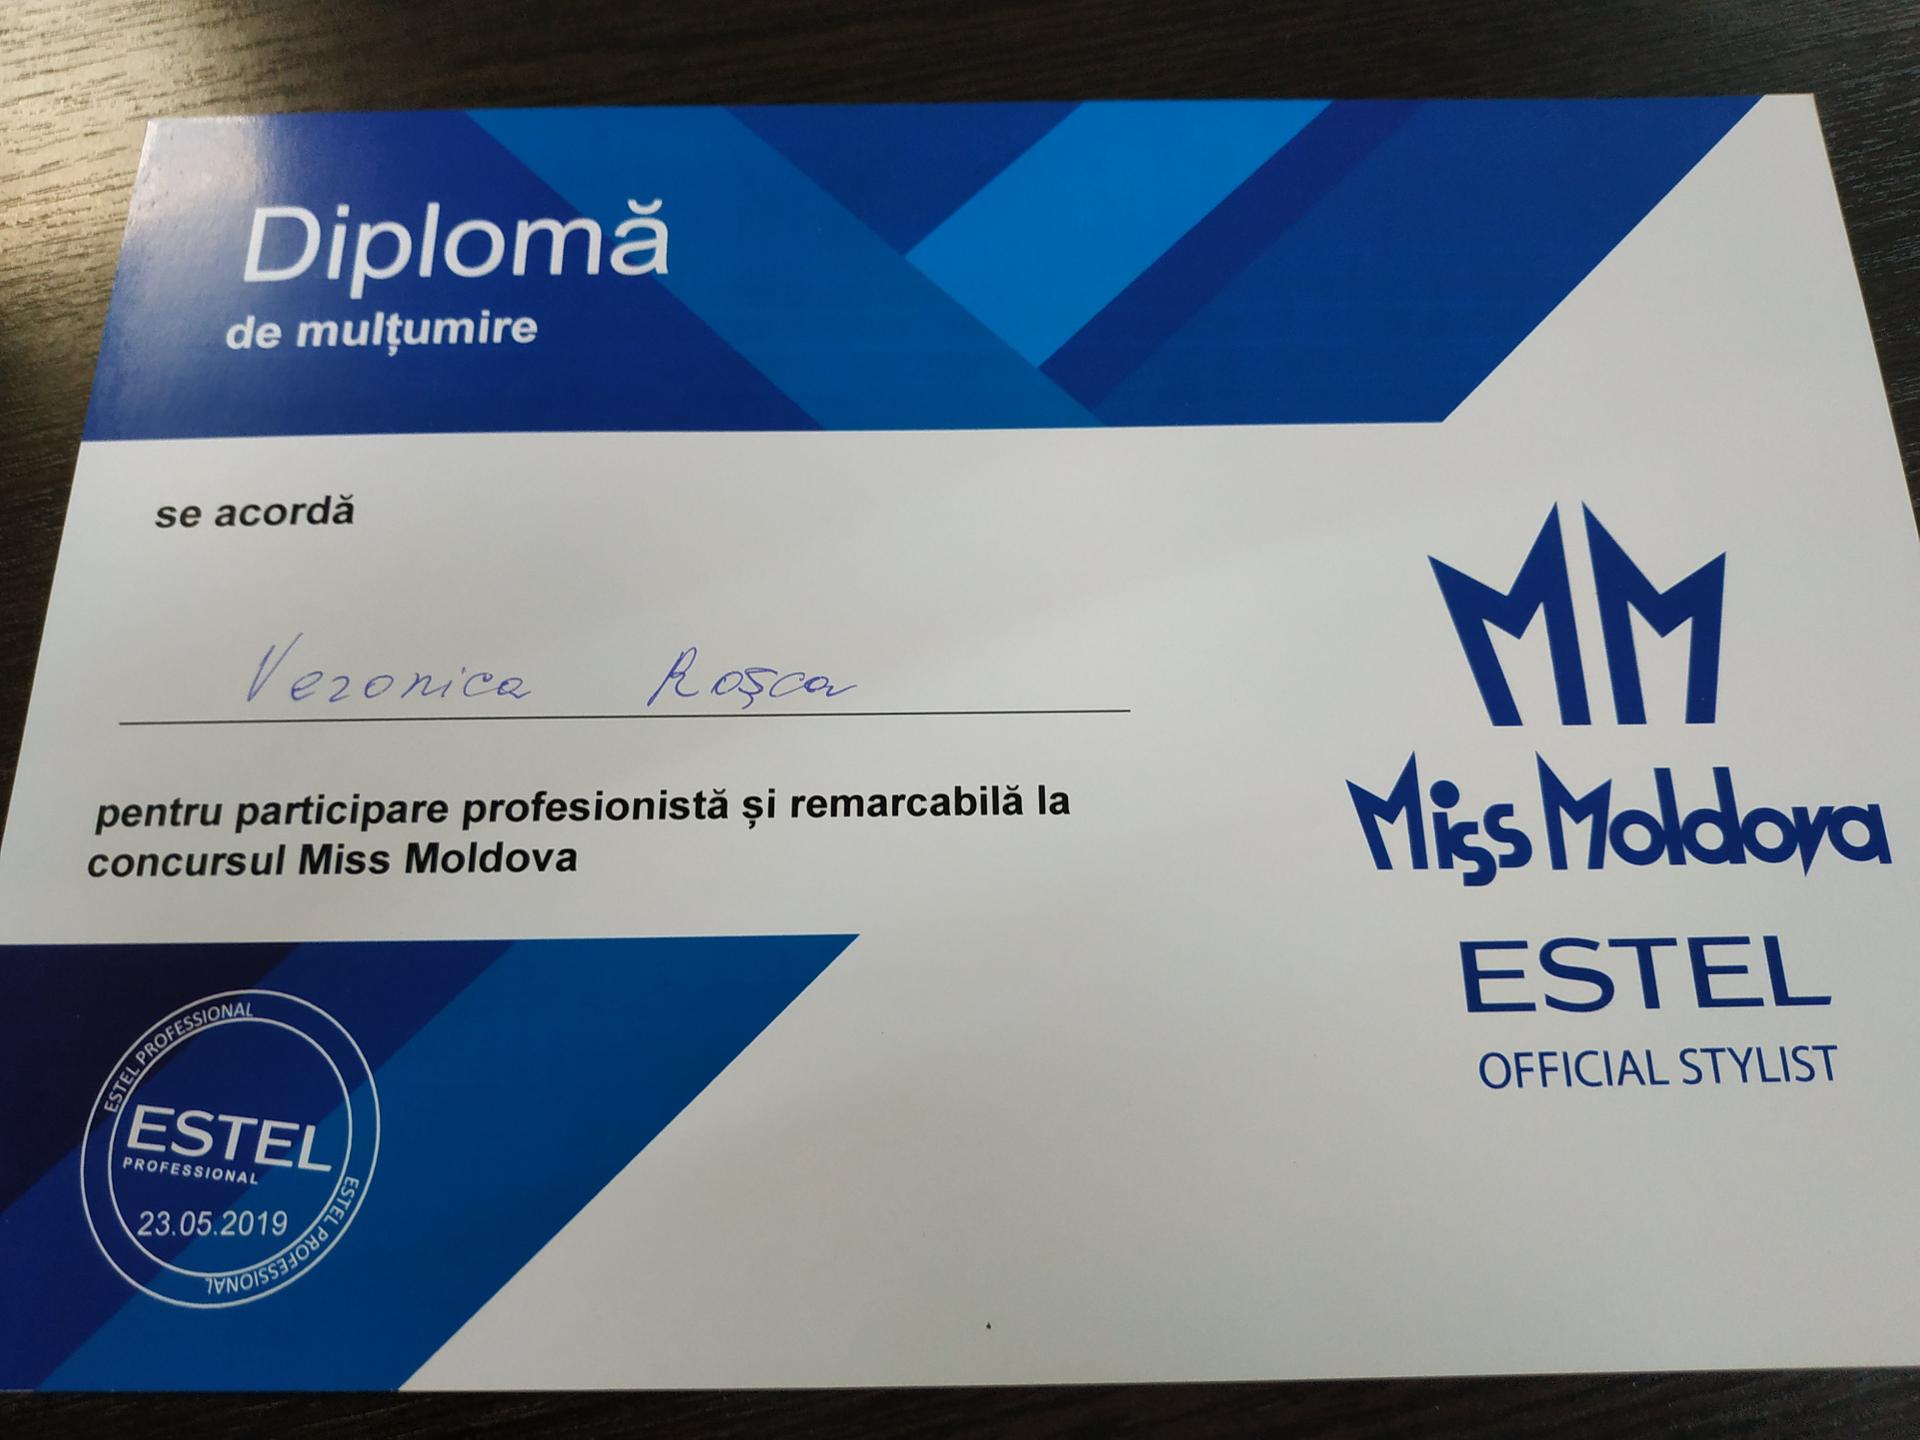 Diplomă
de mulțumire
se acordă
Veronica Roșca
pentru participare profesionistă și remarcabilă la
concursul Miss Moldova
MM
Miss Moldova
ESTEL
OFFICIAL STYLIST
ESTEL PROFESSIONAL
ESTEL
PROFESSIONAL
23.05.2019
ESTEL PROFESSIONAL